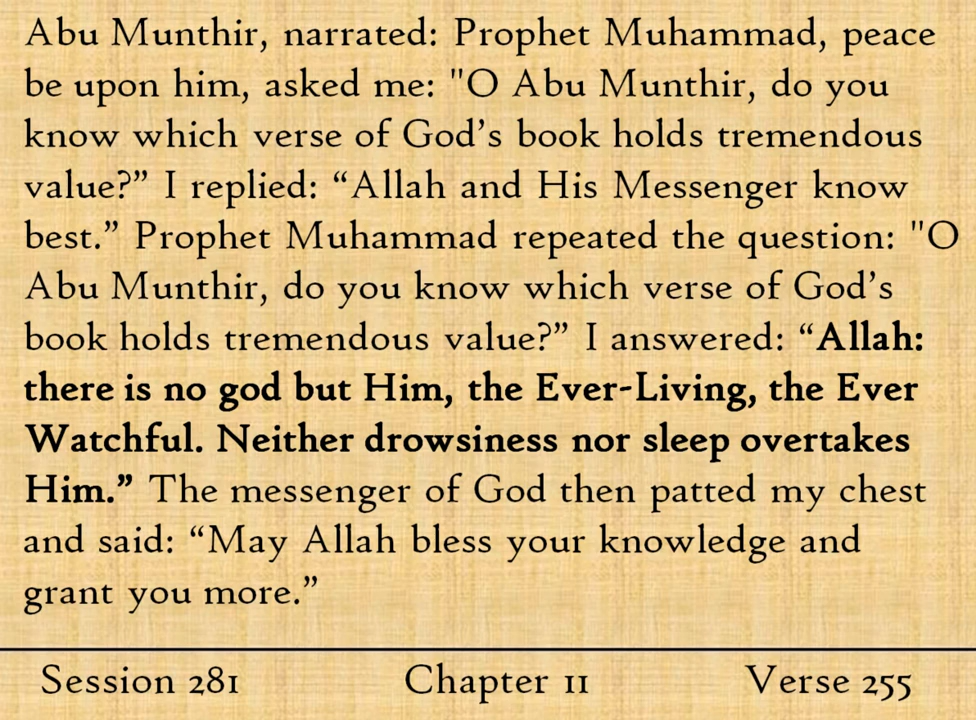 Abu Munthir, narrated: Prophet Muhammad, peace
be upon him, asked me: "O Abu Munthir, do you
know which verse of God’s book holds tremendous
value?” I replied: “Allah and His Messenger know
best.” Prophet Muhammad repeated the question: "O
Abu Munthir, do you know which verse of God’s
book holds tremendous value?” I answered: “Allah:
there is no god but Him, the Ever-Living, the Ever
Watchful. Neither drowsiness nor sleep overtakes
Him.” The messenger of God then patted my chest
and said: “May Allah bless your knowledge and
grant you more.”
Session 281 Chapter 11 Verse 255